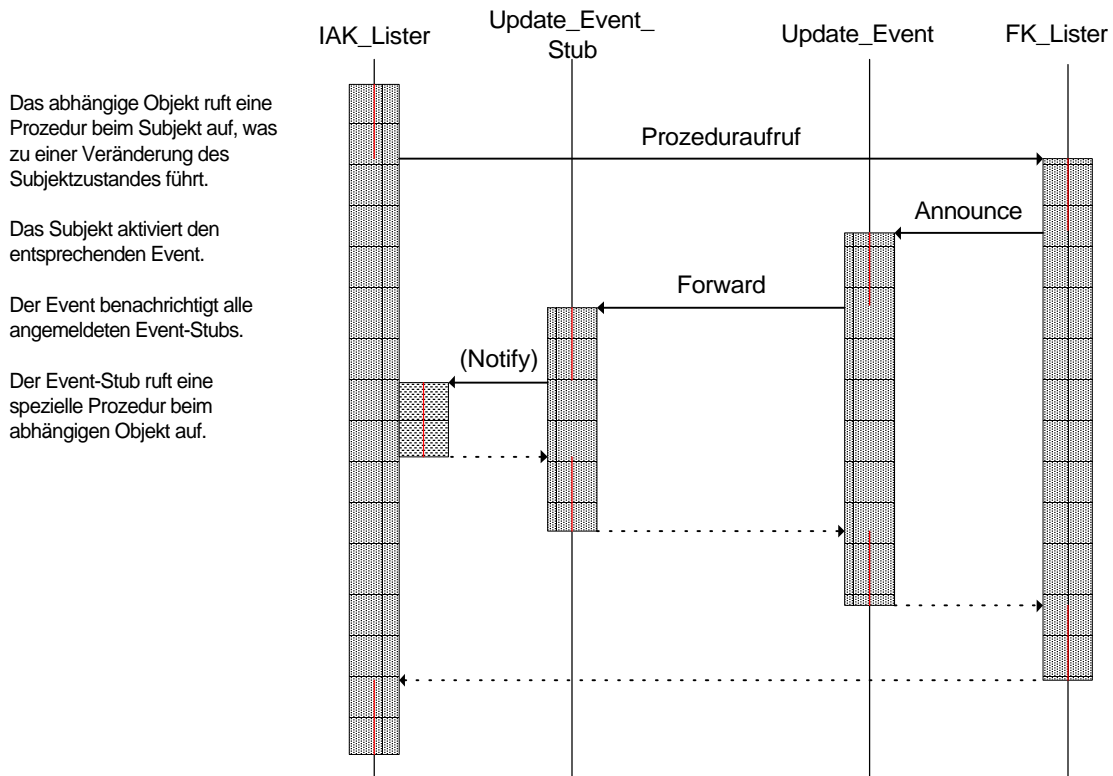 IAK_Lister
Update_Event_
Stub
Update_Event
FK_Lister
Das abhängige Objekt ruft eine
Prozedur beim Subjekt auf, was
zu einer Veränderung des
Subjektzustandes führt.
Prozeduraufruf
Das Subjekt aktiviert den
entsprechenden Event.
Announce
Der Event benachrichtigt alle
angemeldeten Event-Stubs.
Forward
(Notify)
Der Event-Stub ruft eine
spezielle Prozedur beim
abhängigen Objekt auf.